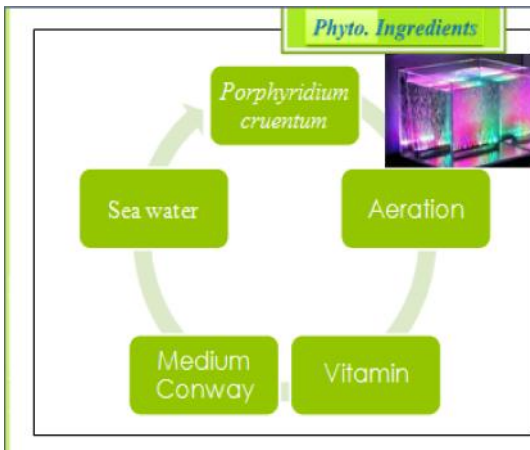 Phyto. Ingredients
Porphyridium
cruentum
Aeration
Vitamin
Medium
Conway
Sea water